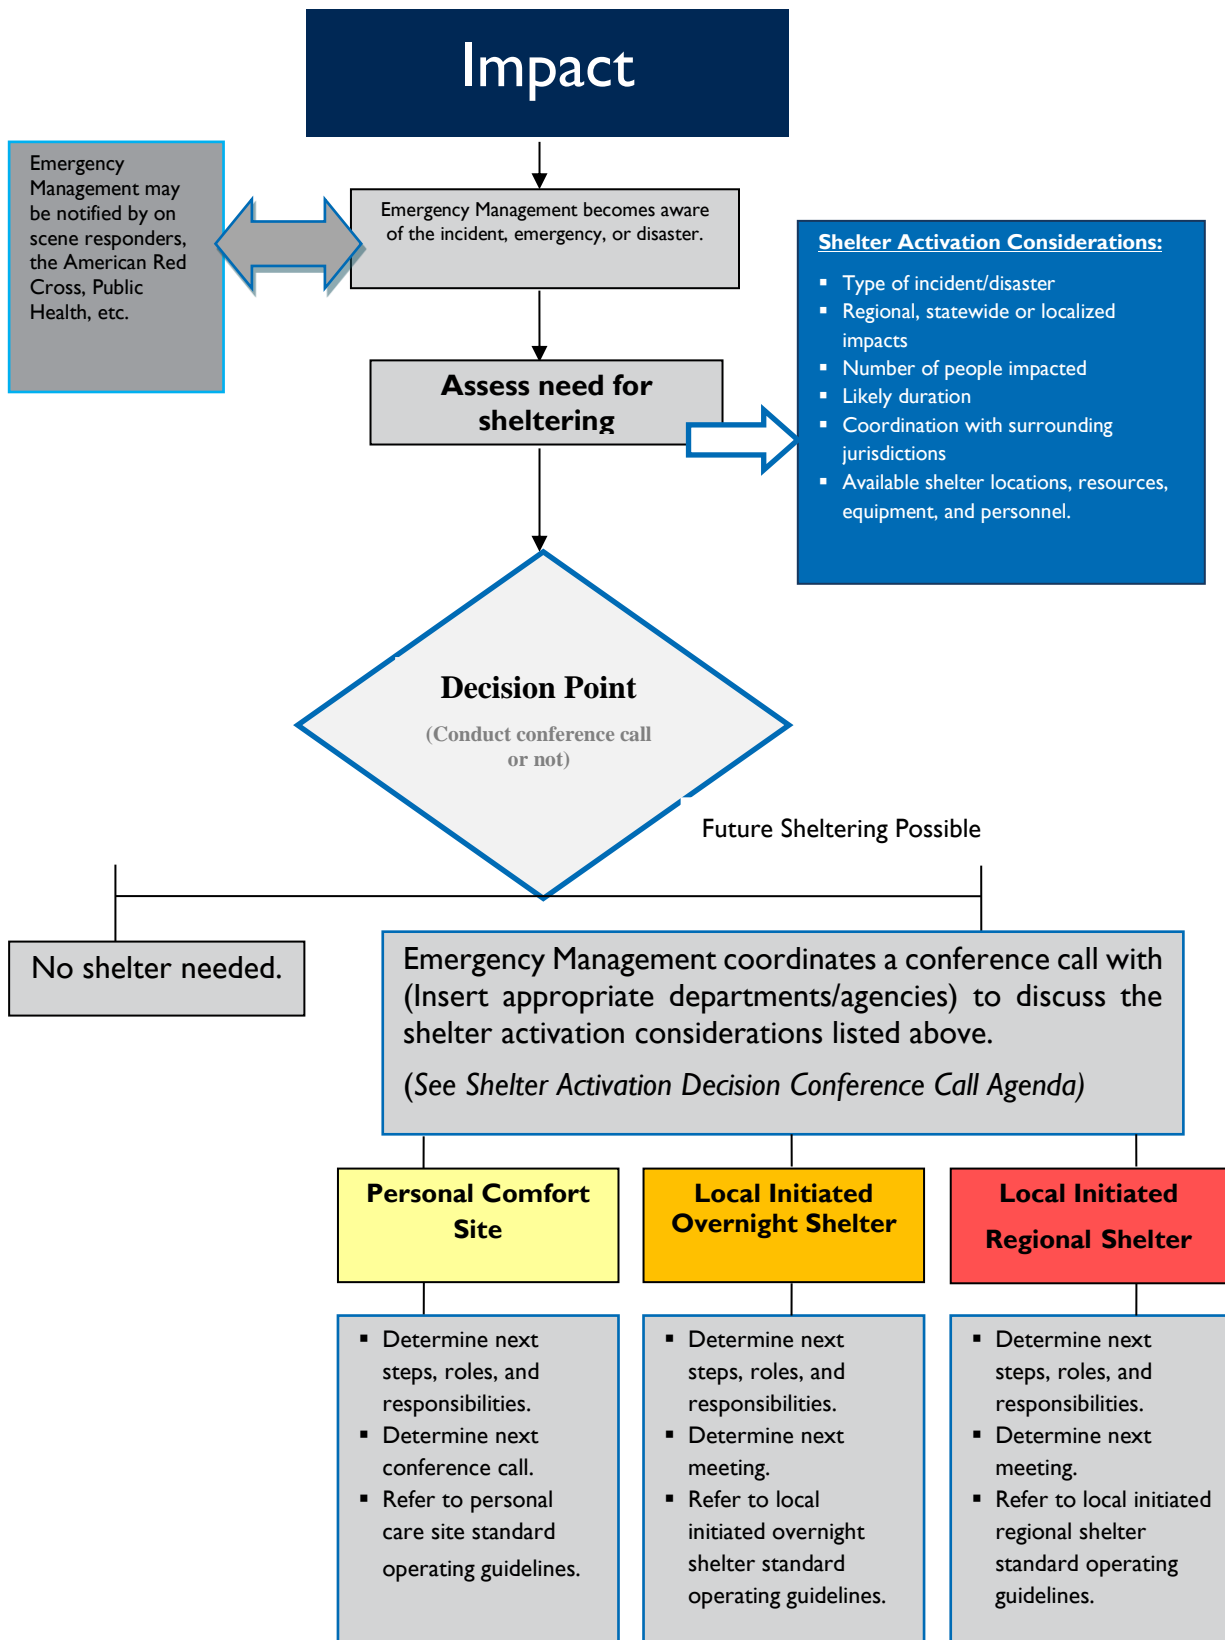 Impact
Emergency
Management may
be notified by on
scene responders,
the American Red
Cross, Public
Health, etc.
Emergency Management becomes aware
of the incident, emergency, or disaster.
Shelter Activation Considerations:
▪ Type of incident/disaster
▪ Regional, statewide or localized
impacts
▪ Number of people impacted
▪ Likely duration
▪ Coordination with surrounding
jurisdictions
▪ Available shelter locations, resources,
equipment, and personnel.
Assess need for
sheltering
Decision Point
(Conduct conference call
or not)
Future Sheltering Possible
No shelter needed.
Emergency Management coordinates a conference call with
(Insert appropriate departments/agencies) to discuss the
shelter activation considerations listed above.
(See Shelter Activation Decision Conference Call Agenda)
Personal Comfort
Site
▪ Determine next
steps, roles, and
responsibilities.
▪ Determine next
conference call.
▪ Refer to personal
care site standard
operating guidelines.
Local Initiated
Overnight Shelter
▪ Determine next
steps, roles, and
responsibilities.
▪ Determine next
meeting.
▪ Refer to local
initiated overnight
shelter standard
operating guidelines.
Local Initiated
Regional Shelter
▪ Determine next
steps, roles, and
responsibilities.
▪ Determine next
meeting.
▪ Refer to local initiated
regional shelter
standard operating
guidelines.